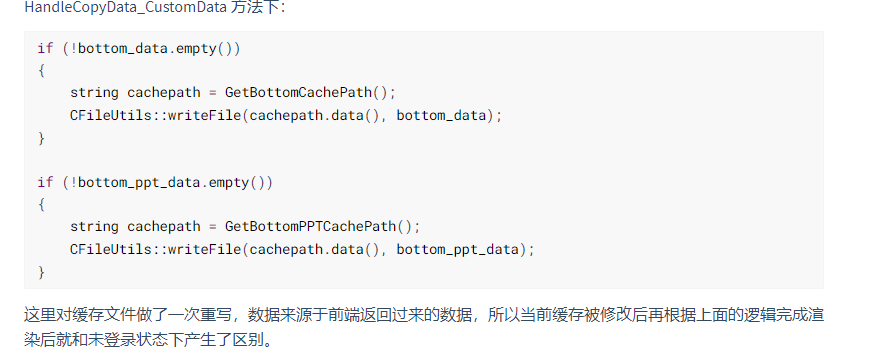 HandleCopyData_CustomData 方法下：
if (!bottom_data.empty())
{
string cachepath = GetBottomCachePath();
CFileUtils::writeFile(cachepath.data(), bottom_data);
}
if (!bottom_ppt_data.empty())
{
string cachepath = GetBottomPPTCachePath();
CFileUtils::writeFile(cachepath.data(), bottom_ppt_data);
}
这里对缓存文件做了一次重写，数据来源于前端返回过来的数据，所以当前缓存被修改后再根据上面的逻辑完成渲
染后就和未登录状态下产生了区别。